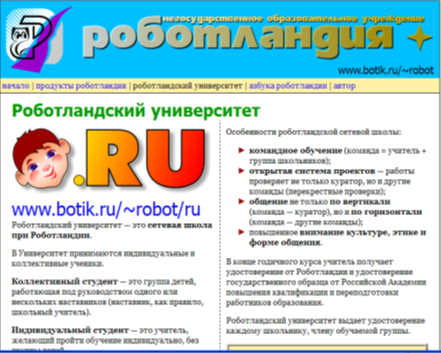 негосударственное образовательное учреждение
роботландия
www.botik.ru/~robot
начало | продукты роботландии | роботландский университет | азбука роботландии | автор
Роботландский университет
.RU
www.botik.ru/~robot/ru
Роботландский университет — это сетевая школа
при Роботландии.
В Университет принимаются индивидуальные и
коллективные ученики.
Коллективный студент — это группа детей,
работающая под руководством одного или
нескольких наставников (наставник, как правило,
школьный учитель).
Индивидуальный студент — это учитель,
желающий пройти обучение индивидуально, без
Особенности роботландской сетевой школы:
командное обучение (команда = учитель +
группа школьников);
открытая система проектов — работы
проверяет не только куратор, но и другие
команды (перекрестные проверки);
общение не только по вертикали
(команда — куратор), но и по горизонтали
(команда — другие команды);
повышенное внимание культуре, этике и
форме общения.
В конце годичного курса учитель получает
удостоверение от Роботландии и удостоверение
государственного образца от Российской Академии
повышения квалификации и переподготовки
работников образования.
Роботландский университет выдает удостоверение
каждому школьнику, члену обучаемой группы.